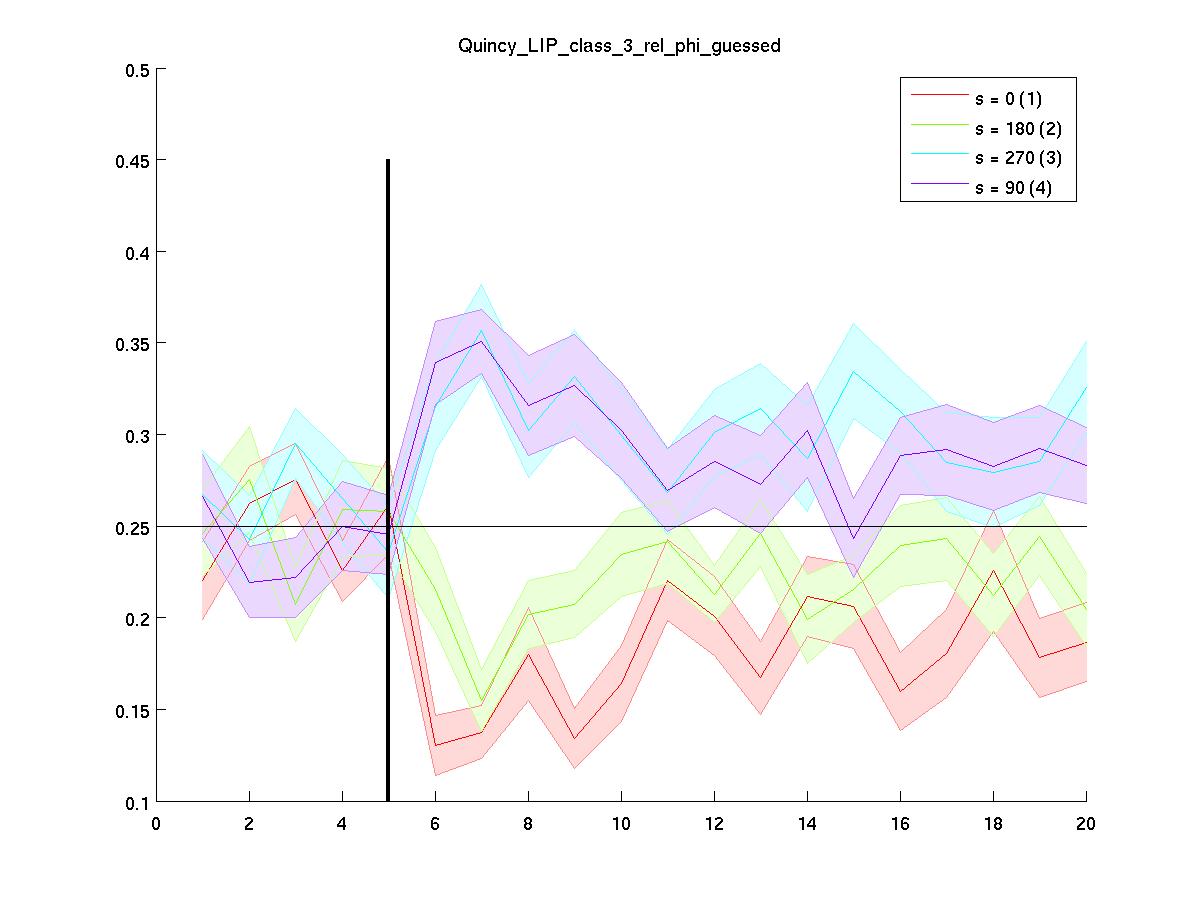 Quincy_LIP_class_3_rel_phi_guessed
s = 0 (1)
s = 180 (2)
s = 270 (3)
s = 90 (4)
0.5
0.45
0.4
0.35
0.3
0.25
0.2
0.15
0.1
0 2 4 6 8 10 12 14 16 18 20